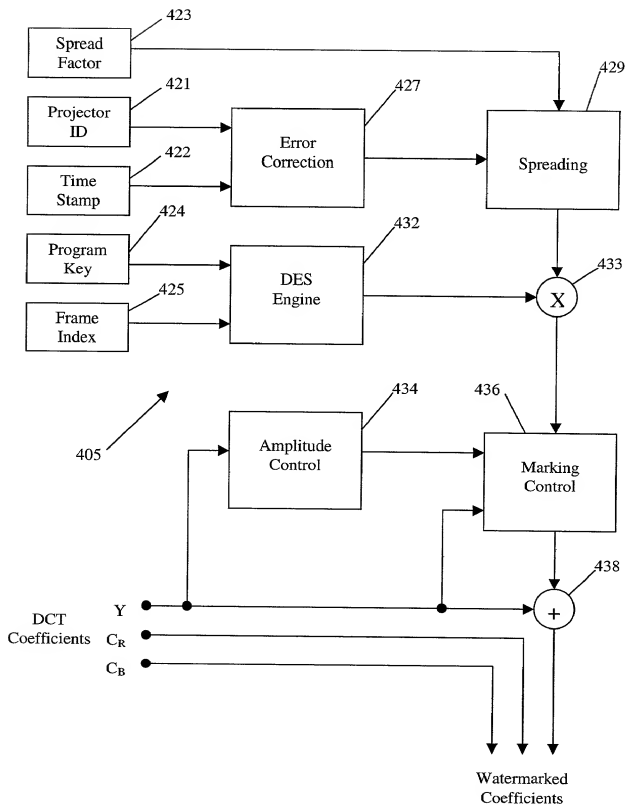 423
Spread
Factor
421
Projector
ID
427
Error
Correction
429
Spreading
422
Time
Stamp
424
Program
Key
432
DES
Engine
433
X
425
Frame
Index
405
434
Amplitude
Control
436
Marking
Control
438
+
DCT
Coefficients
Y
CR
CB
Watermarked
Coefficients